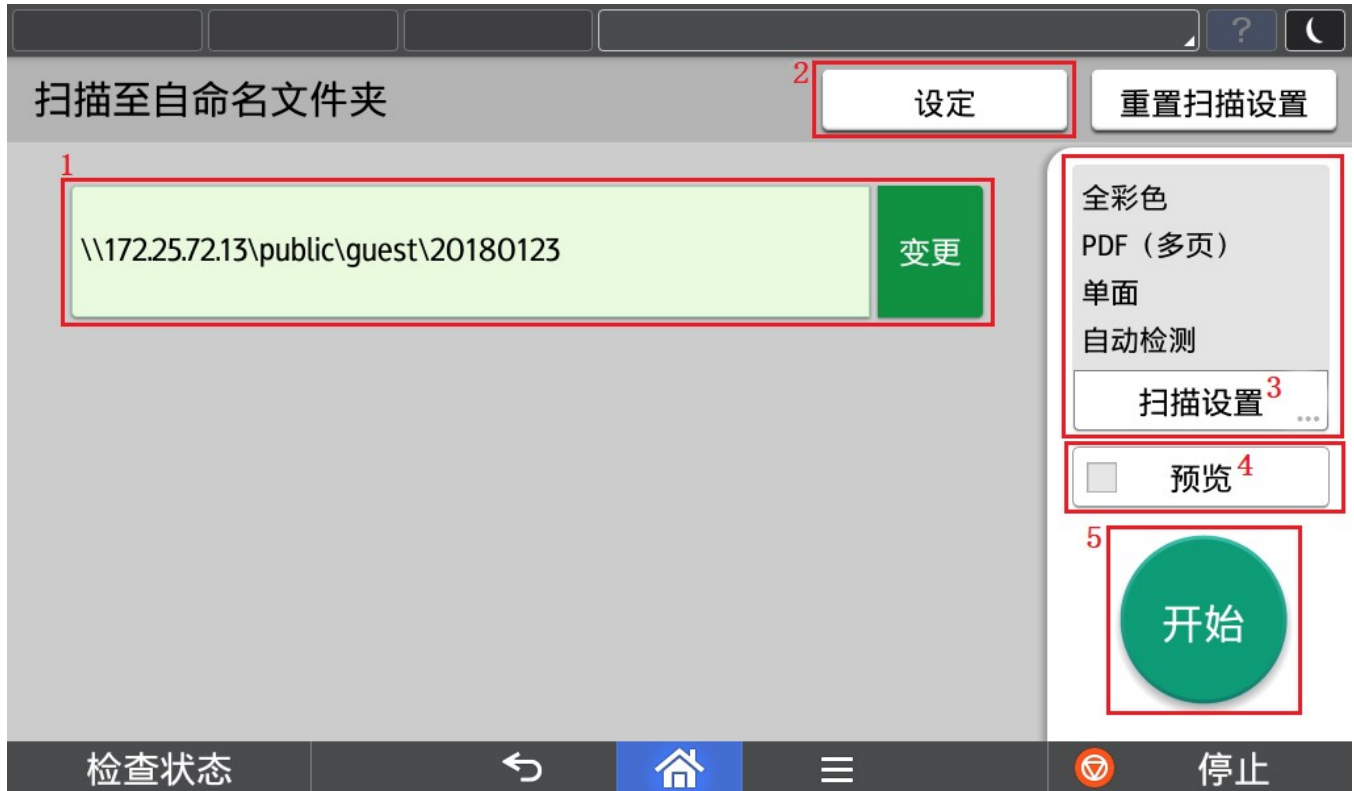 ?
扫描至自命名文件夹
2
设定
重置扫描设置
1
\\172.25.72.13\public\guest\20180123
变更
全彩色
PDF（多页）
单面
自动检测
扫描设置 3
...
预览 4
5
开始
检查状态
停止